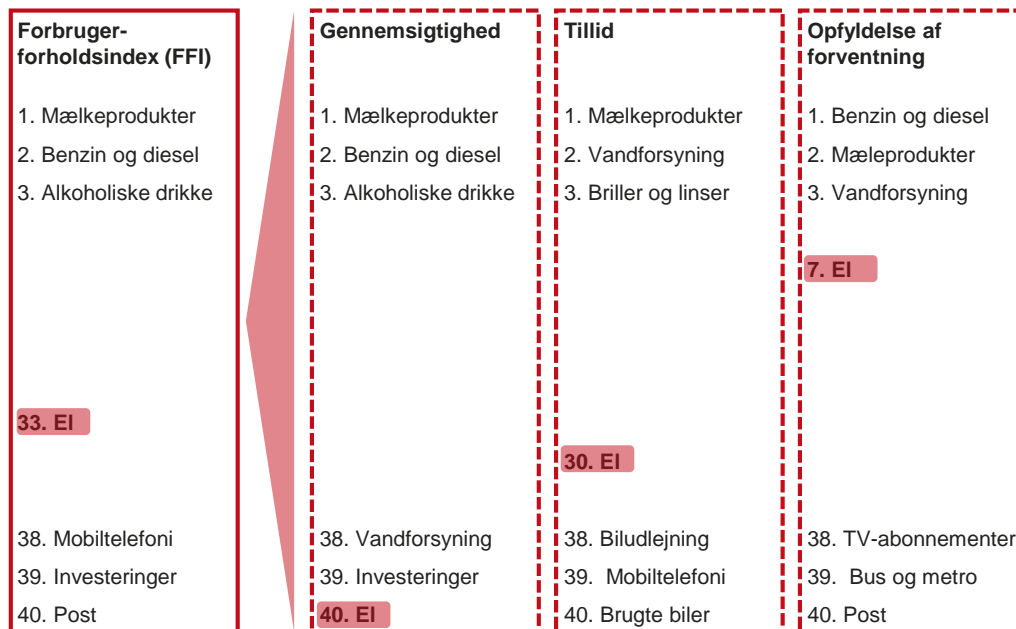 Forbruger-
forholdsindex (FFI)
1. Mælkeprodukter
2. Benzin og diesel
3. Alkoholiske drikke
33. El
38. Mobiltelefoni
39. Investeringer
40. Post
Gennemsigtighed
1. Mælkeprodukter
2. Benzin og diesel
3. Alkoholiske drikke
38. Vandforsyning
39. Investeringer
40. El
Tillid
1. Mælkeprodukter
2. Vandforsyning
3. Briller og linser
30. El
38. Biludlejning
39. Mobiltelefoni
40. Brugte biler
Opfyldelse af
forventning
1. Benzin og diesel
2. Mæleprodukter
3. Vandforsyning
7. El
38. TV-abonnementer
39. Bus og metro
40. Post